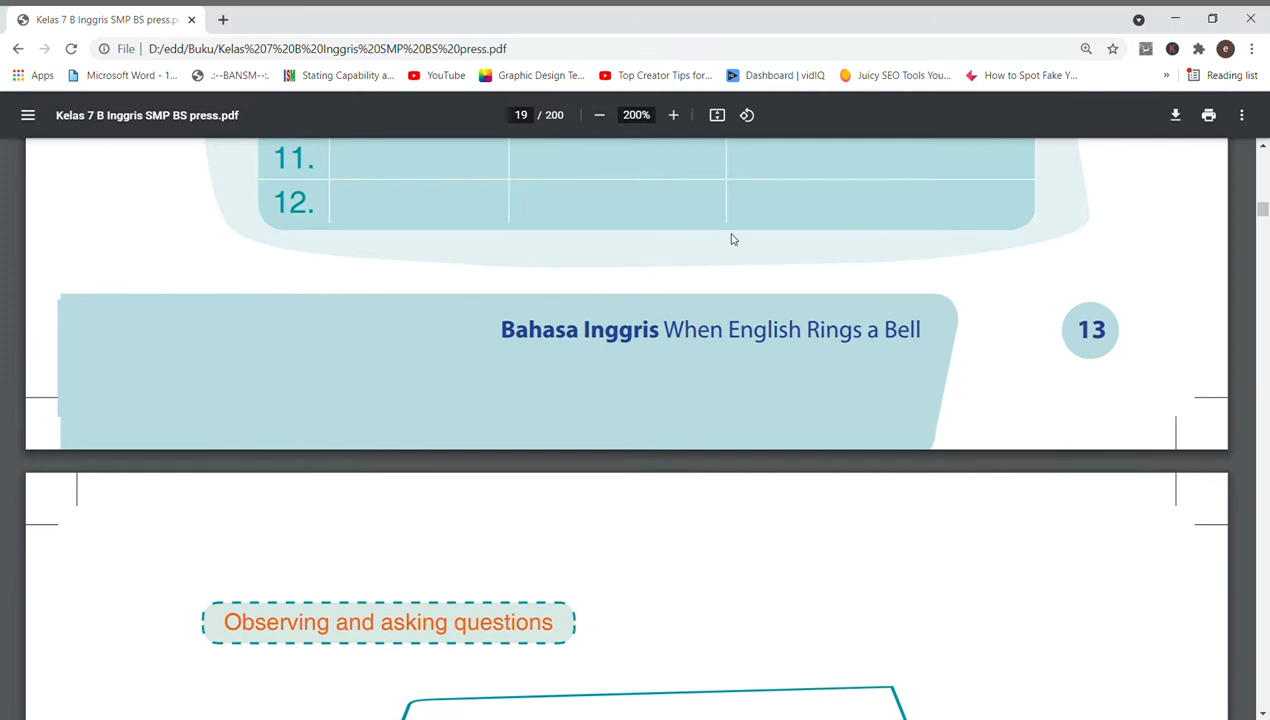 Kelas 7 B Inggris SMP BS press.p
File D:/edd/Buku/Kelas%207%20B%20Inggris%20SMP%20BS%20press.pdf
e
Apps Microsoft Word - 1... .:--BANSM--:. Stating Capability a... YouTube Graphic Design Te... Top Creator Tips for... Dashboard | vidIQ Juicy SEO Tools You... How to Spot Fake Y... » Reading list
Kelas 7 B Inggris SMP BS press.pdf 19 / 200 200%
11.
12.
Bahasa Inggris When English Rings a Bell 13
Observing and asking questions